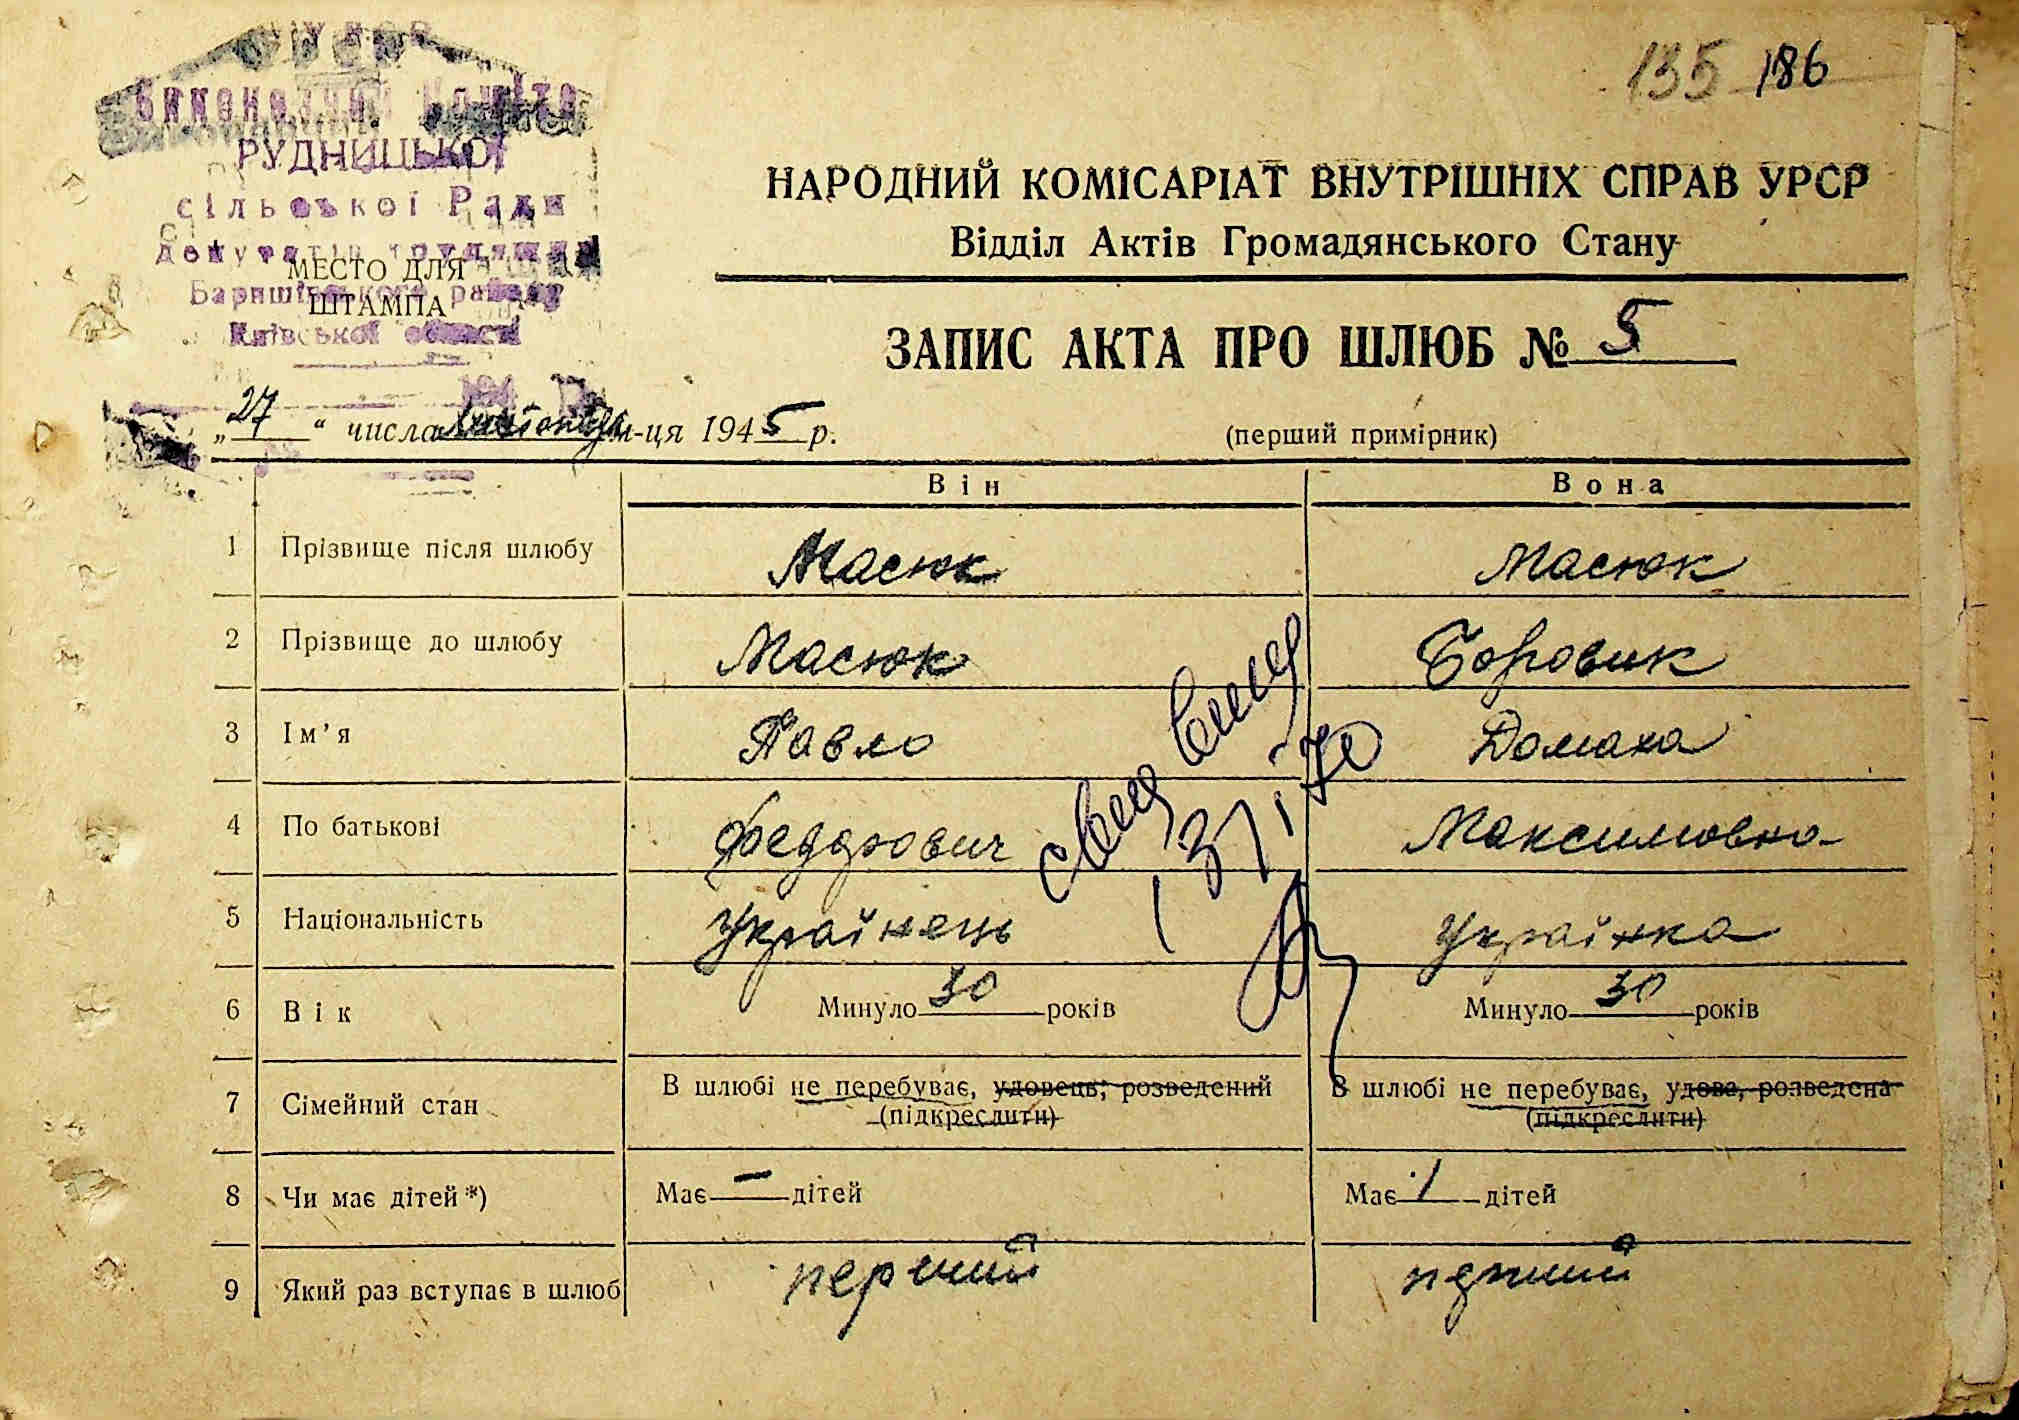 135 186
УРСР
Виконавчий Комітет
РУДНИЦЬКОЇ
сільської Ради
депутатів трудящих
Баришівського району
Київської області
МЕСТО ДЛЯ
ШТАМПА
НАРОДНИЙ КОМІСАРІАТ ВНУТРІШНІХ СПРАВ УРСР
Відділ Актів Громадянського Стану
ЗАПИС АКТА ПРО ШЛЮБ № 5
„27“ числа м-ця 1945 р.
(перший примірник)
Він Вона
1 Прізвище після шлюбу Масюк Масюк
2 Прізвище до шлюбу Масюк Боровик
3 Ім'я Павло Домаха
4 По батькові Феддрович Максимовна
5 Національність Українець Українка
6 Вік Минуло 30 років Минуло 30 років
7 Сімейний стан В шлюбі не перебуває, удовець, розведений (підкреслити) В шлюбі не перебуває, удова, розведена (підкреслити)
8 Чи має дітей*) Має — дітей Має 1 дітей
9 Який раз вступає в шлюб перший